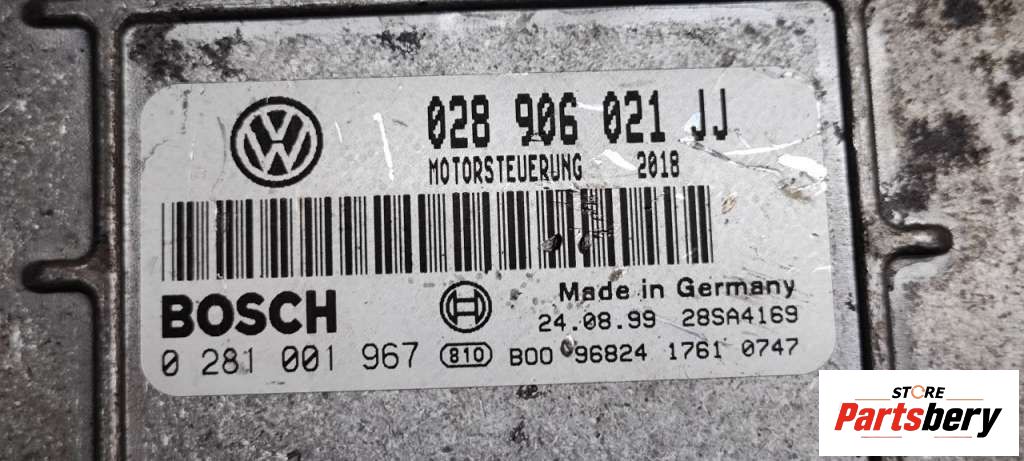 028 906 021 JJ
MOTORSTEUERUNG 2018
BOSCH
Made in Germany
24.08.99 28SA4169
0 281 001 967 810 B00 96824 1761 0747
STORE
Partsbery